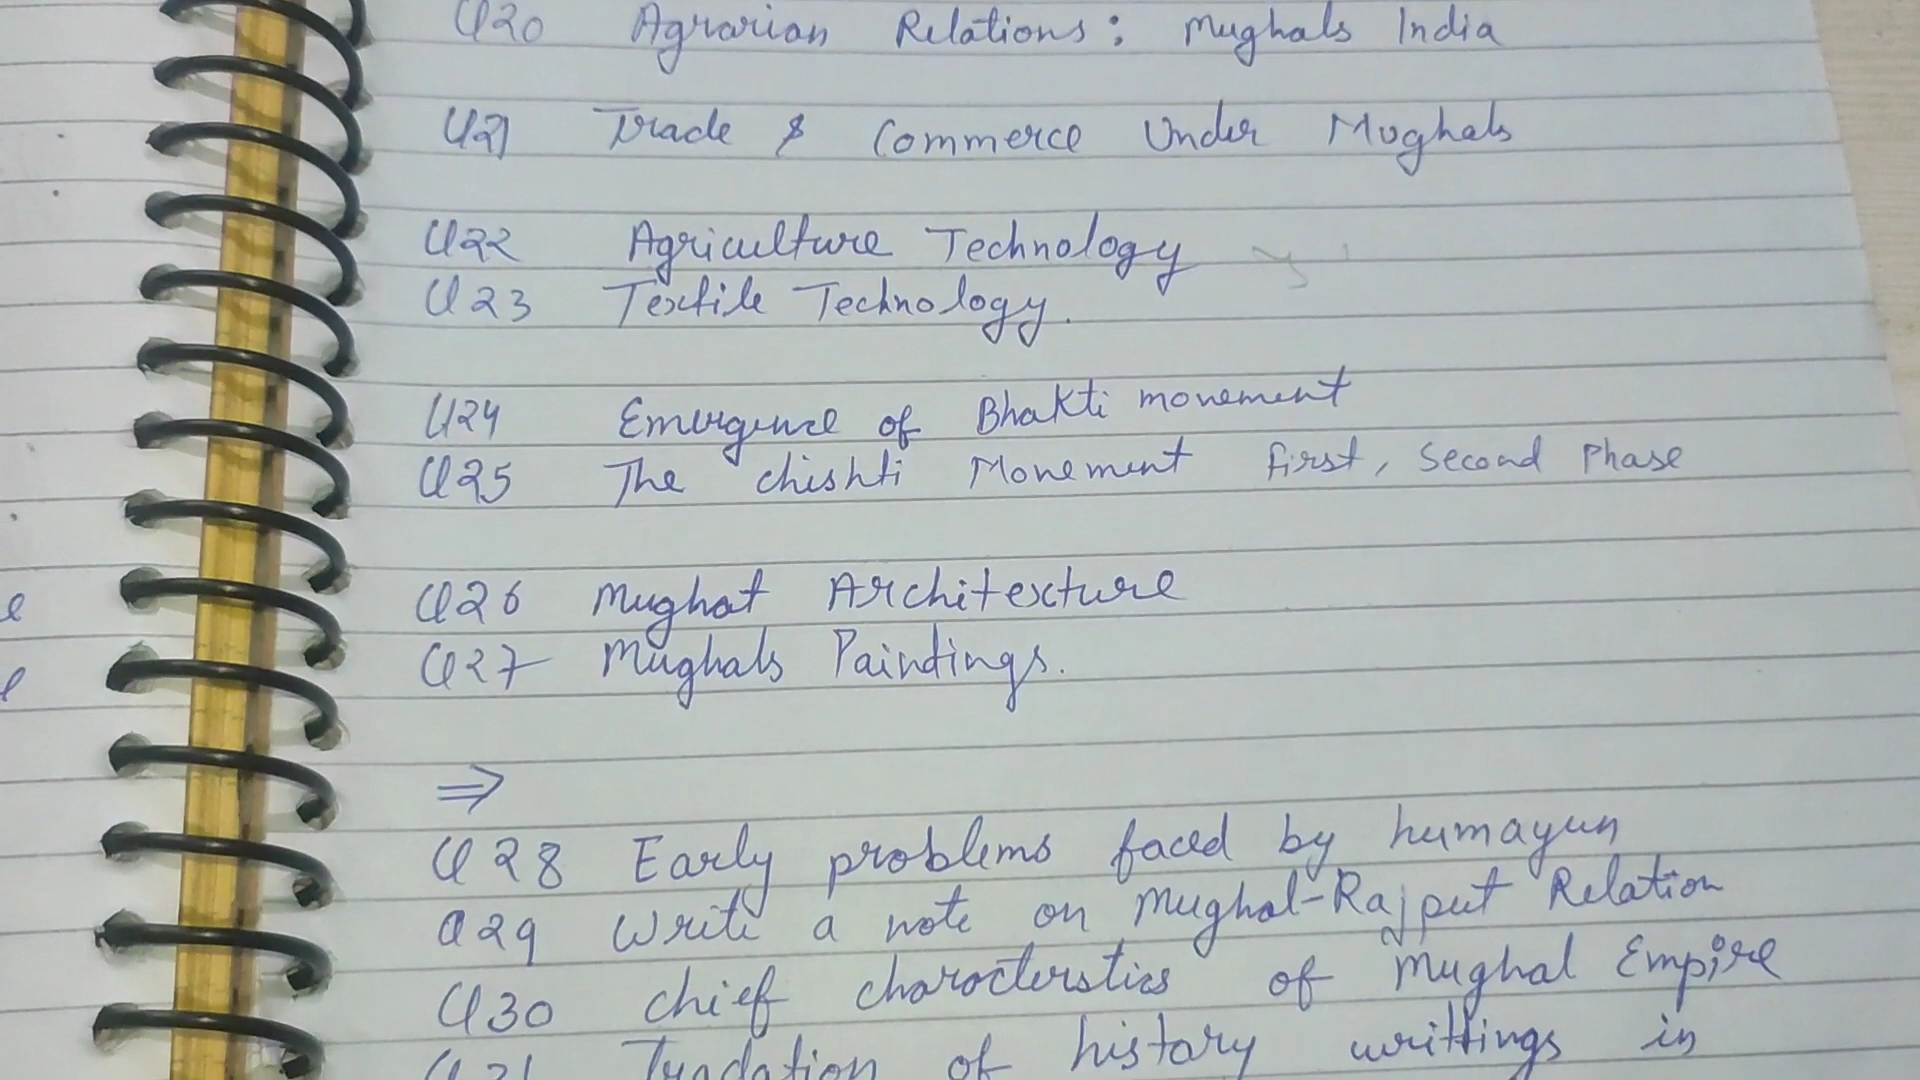 Q20 Agrarian Relations: Mughals India
Q21 Trade & Commerce Under Mughals
Q22 Agriculture Technology
Q23 Textile Technology.
Q24 Emergence of Bhakti movement
Q25 The chishti Movement first, Second Phase
Q26 Mughat Architexture
Q27 Mughals Paintings.
⇒
Q28 Early problems faced by humayun
Q29 Write a note on Mughal-Rajput Relation
Q30 chief charocterstics of Mughal Empire
Q31 of history writtings in